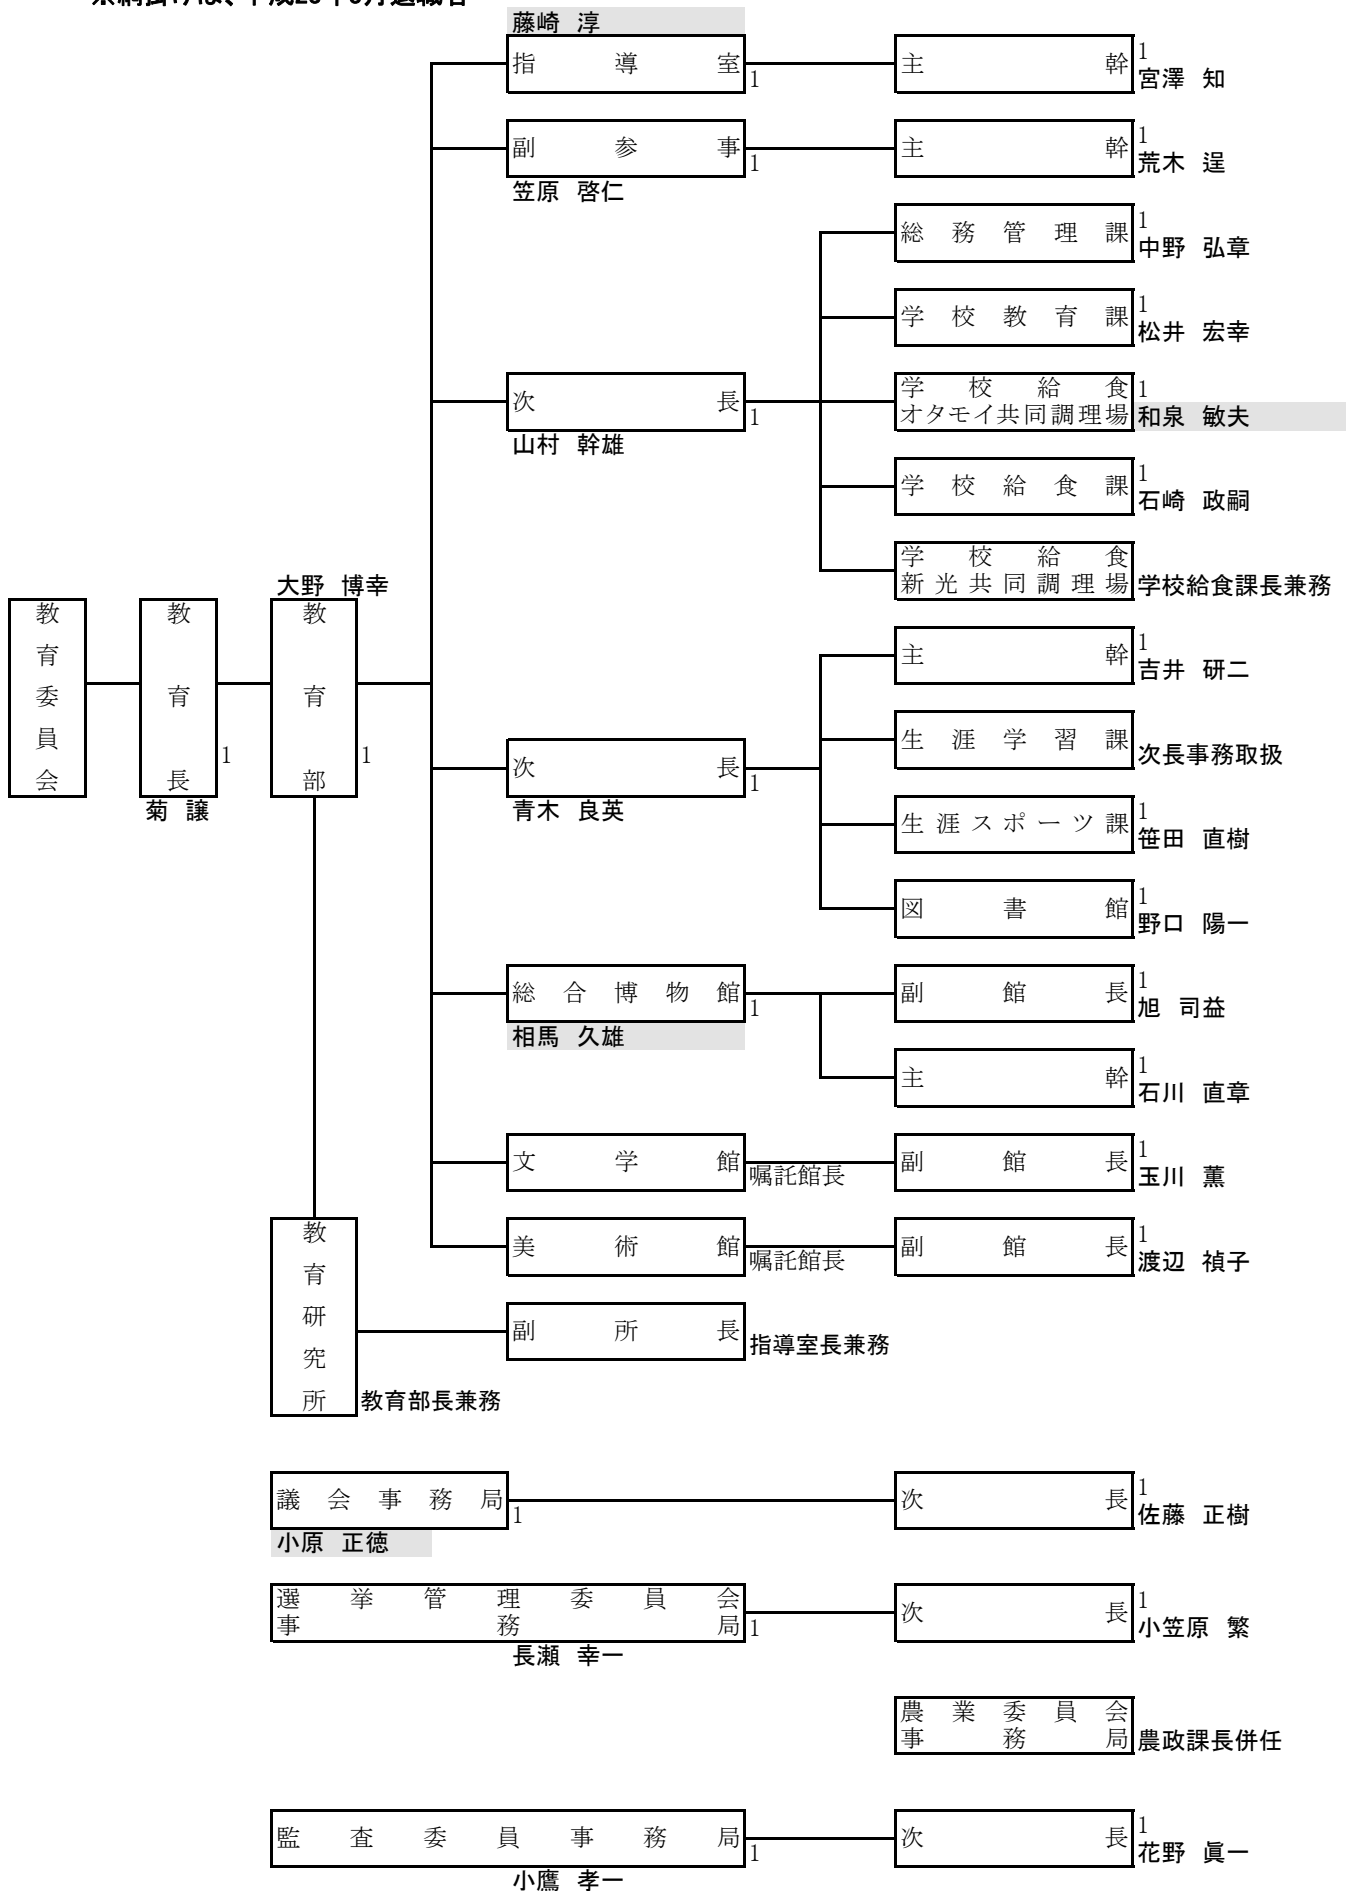 藤崎 淳
指導室 1
主幹 1
宮澤 知
副参事 1
笠原 啓仁
主幹 1
荒木 逞
総務管理課 1
中野 弘章
学校教育課 1
松井 宏幸
次長 1
山村 幹雄
学校給食 1
オタモイ共同調理場
和泉 敏夫
学校給食課 1
石崎 政嗣
学校給食
新光共同調理場
学校給食課長兼務
教育委員会
教育長 1
菊 譲
大野 博幸
教育部 1
主幹 1
吉井 研二
生涯学習課
次長事務取扱
次長 1
青木 良英
生涯スポーツ課 1
笹田 直樹
図書館 1
野口 陽一
総合博物館 1
相馬 久雄
副館長 1
旭 司益
主幹 1
石川 直章
文学館
嘱託館長
副館長 1
玉川 薫
美術館
嘱託館長
副館長 1
渡辺 禎子
教育研究所
教育部長兼務
副所長
指導室長兼務
議会事務局 1
小原 正徳
次長 1
佐藤 正樹
選挙管理委員会
事務局 1
長瀬 幸一
次長 1
小笠原 繁
農業委員会
事務局
農政課長併任
監査委員事務局 1
小鷹 孝一
次長 1
花野 眞一